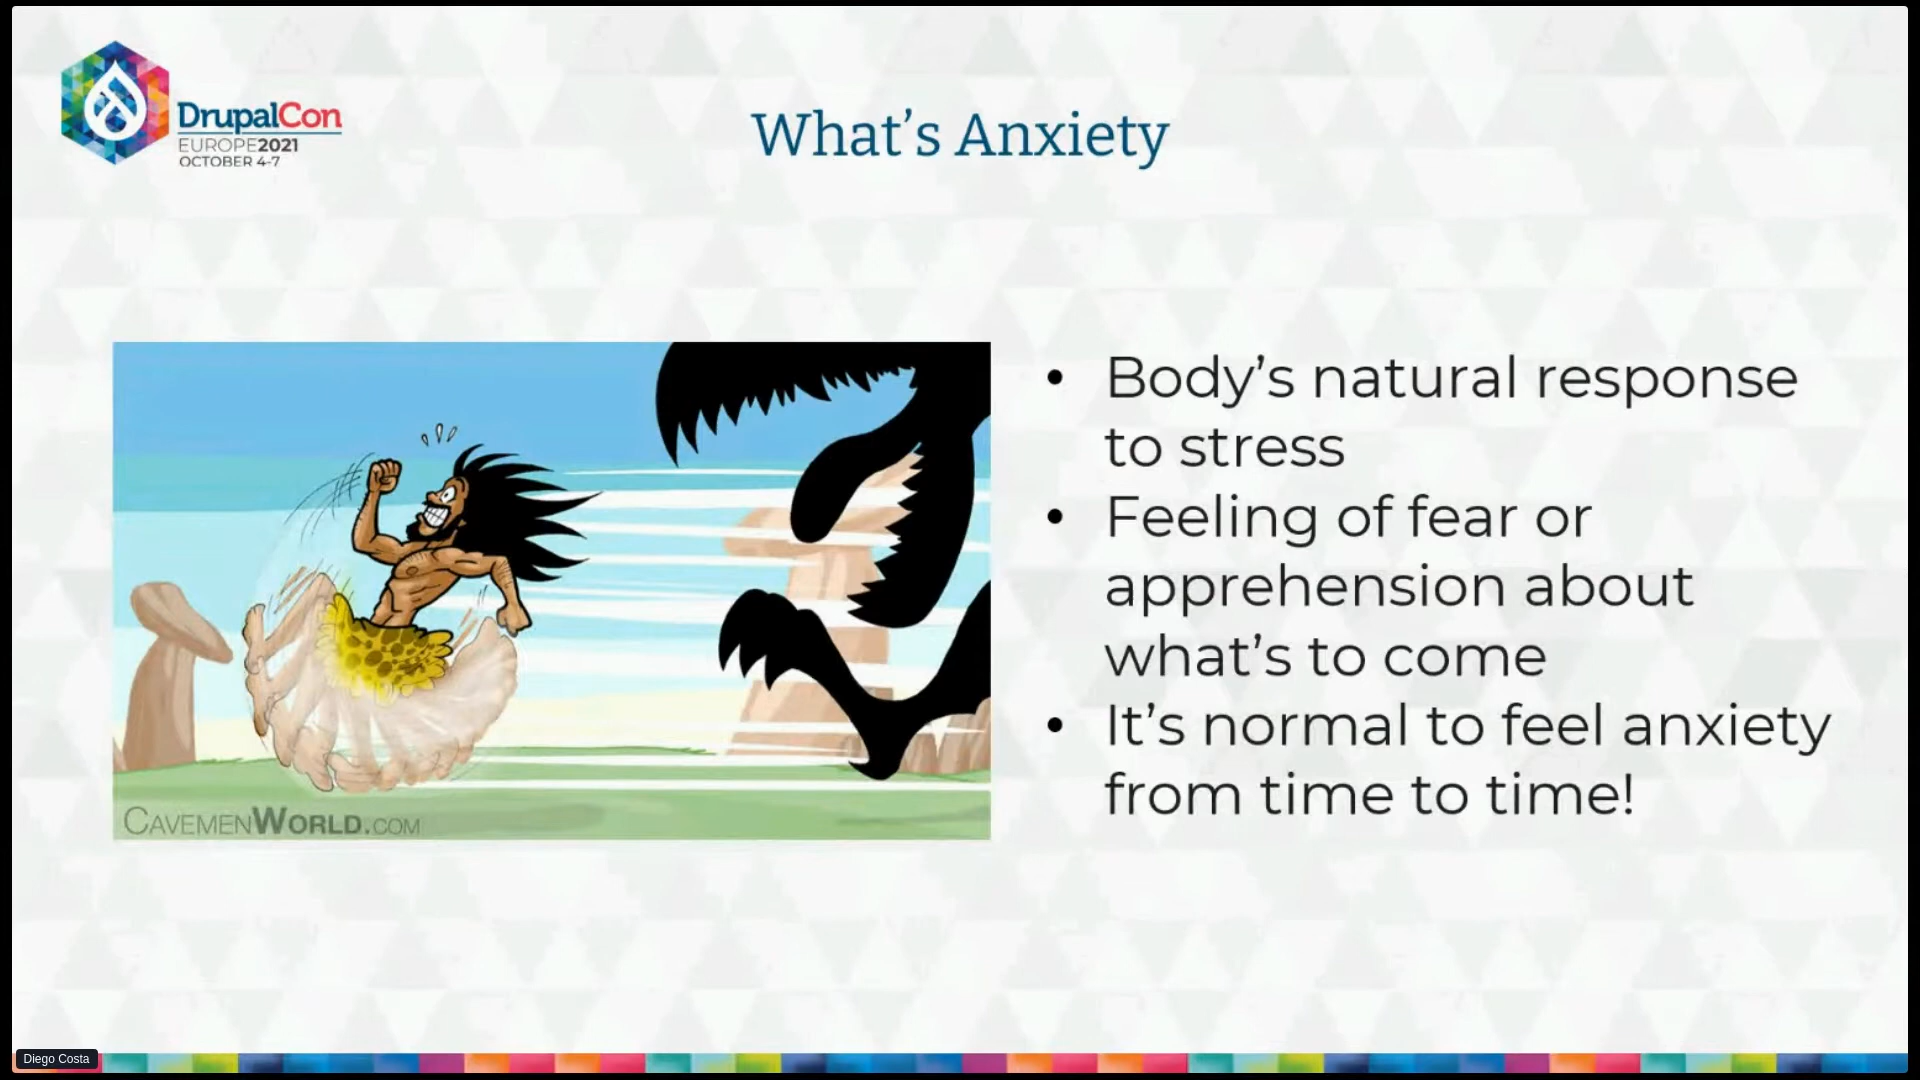 DrupalCon
EUROPE2021
OCTOBER 4-7
What's Anxiety
• Body's natural response
to stress
• Feeling of fear or
apprehension about
what's to come
• It's normal to feel anxiety
from time to time!
CAVEMENWORLD.COM
Diego Costa